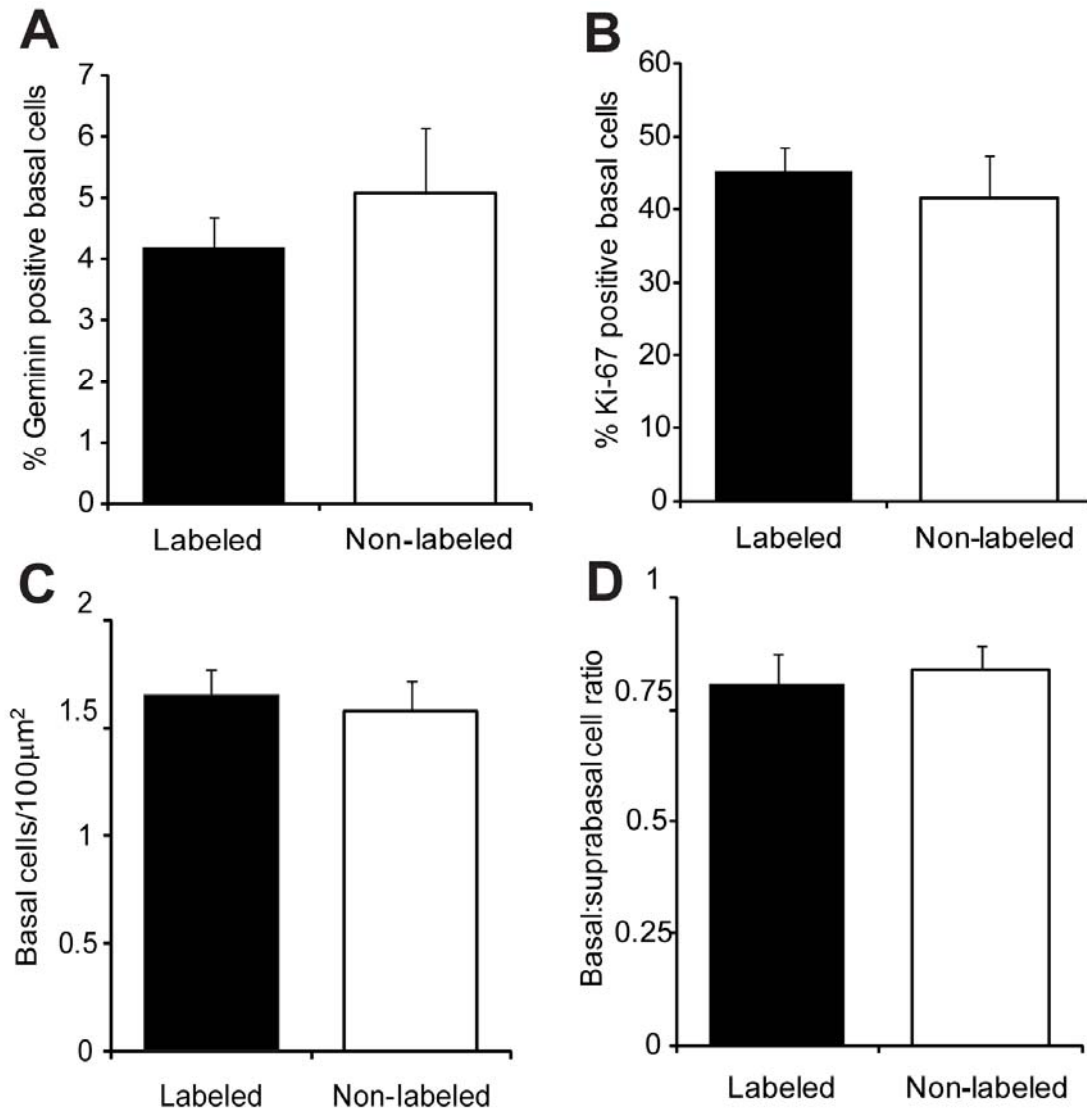 A
% Geminin positive basal cells
7
6
5
4
3
2
1
0
Labeled Non-labeled
B
% Ki-67 positive basal cells
60
50
40
30
20
10
0
Labeled Non-labeled
C
Basal cells/100μm²
2
1.5
1
0.5
0
Labeled Non-labeled
D
Basal:suprabasal cell ratio
1
0.75
0.5
0.25
0
Labeled Non-labeled